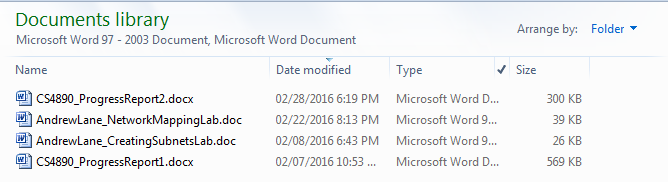 Documents library
Microsoft Word 97 - 2003 Document, Microsoft Word Document
Arrange by: Folder
Name Date modified Type Size
CS4890_ProgressReport2.docx 02/28/2016 6:19 PM Microsoft Word D... 300 KB
AndrewLane_NetworkMappingLab.doc 02/22/2016 8:13 PM Microsoft Word 9... 39 KB
AndrewLane_CreatingSubnetsLab.doc 02/08/2016 6:43 PM Microsoft Word 9... 26 KB
CS4890_ProgressReport1.docx 02/07/2016 10:53 ... Microsoft Word D... 569 KB